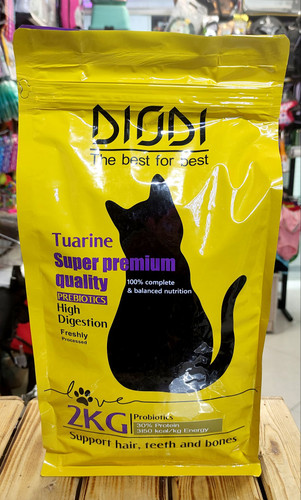 DIODI
The best for best
Tuarine
Super premium
quality
100% complete
& balanced nutrition
PREBIOTICS
High
Digestion
Freshly
Processed
love
2KG
Probiotics
30% Protein
3150 kcal/kg Energy
Support hair, teeth and bones